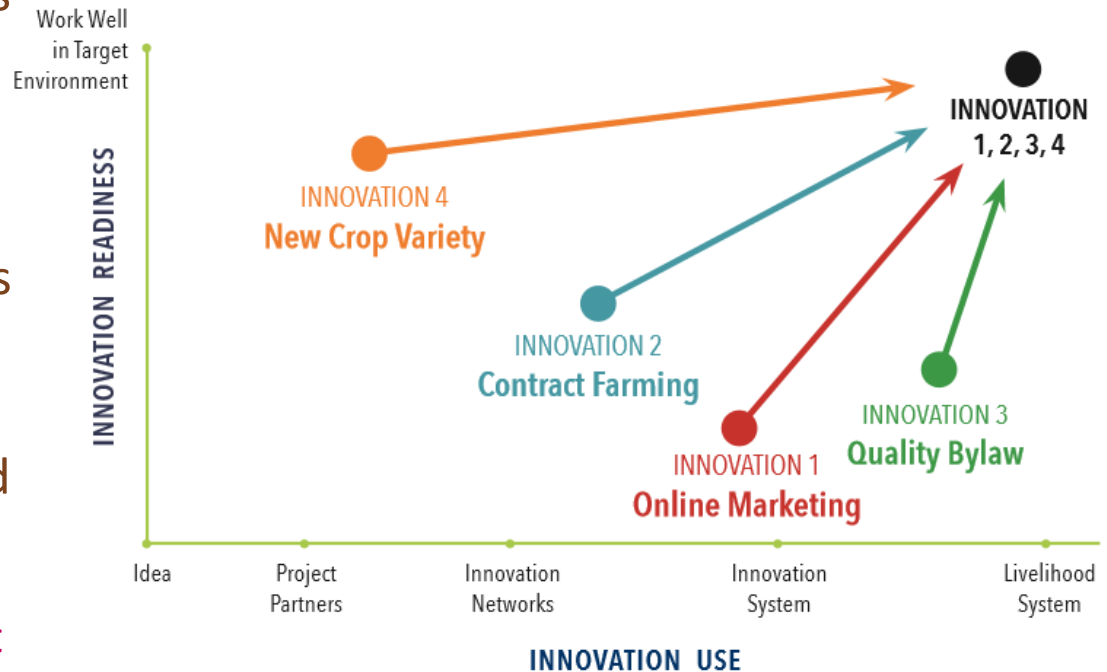 Work Well
in Target
Environment
INNOVATION READINESS
INNOVATION
1, 2, 3, 4
INNOVATION 4
New Crop Variety
INNOVATION 2
Contract Farming
INNOVATION 3
Quality Bylaw
INNOVATION 1
Online Marketing
Idea
Project
Partners
Innovation
Networks
Innovation
System
Livelihood
System
INNOVATION USE